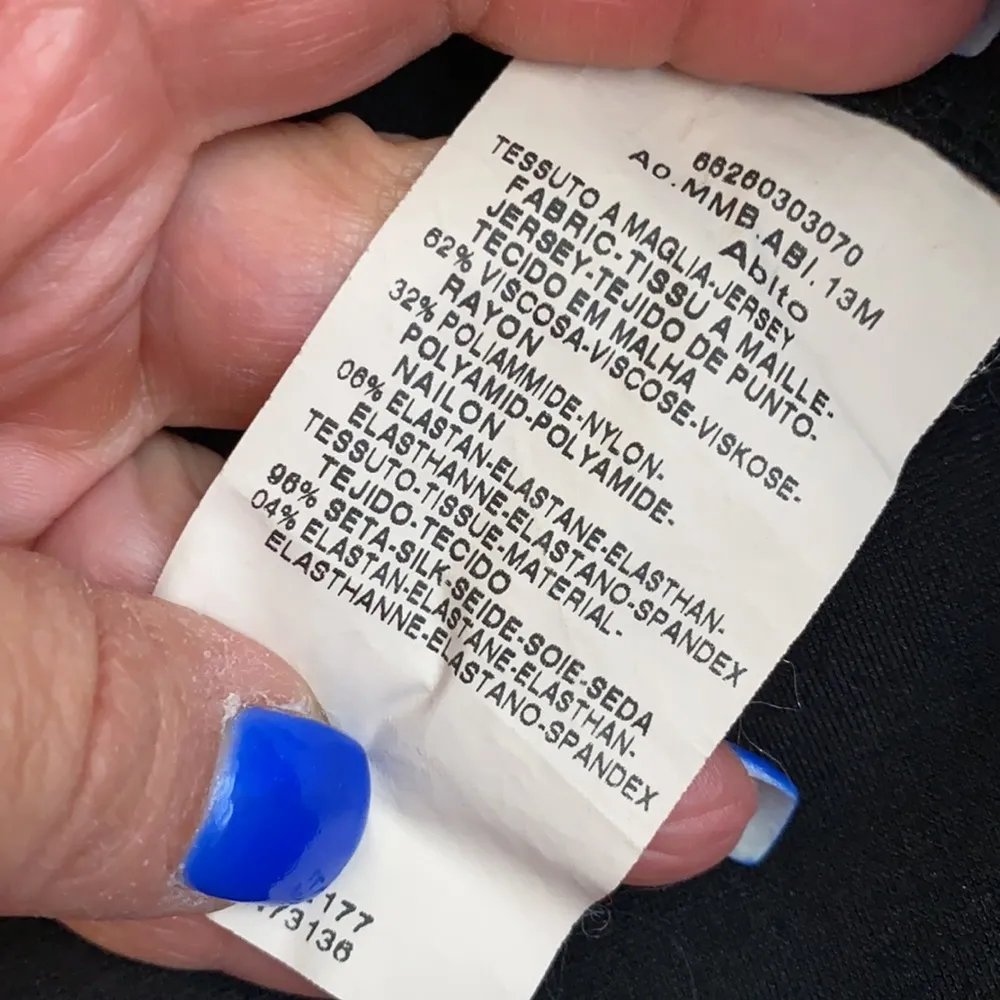 66260303070
Ao.MMB.ABI.13M
Abito
TESSUTO A MAGLIA-JERSEY
FABRIC-TISSU A MAILLE-
JERSEY-TEJIDO DE PUNTO-
TECIDO EM MALHA
62% VISCOSA-VISCOSE-VISKOSE-
RAYON
32% POLIAMMIDE-NYLON-
POLYAMID-POLYAMIDE-
NAILON
06% ELASTAN-ELASTANE-ELASTHAN-
ELASTHANNE-ELASTANO-SPANDEX
TESSUTO-TISSUE-MATERIAL-
TEJIDO-TECIDO
96% SETA-SILK-SEIDE-SOIE-SEDA
04% ELASTAN-ELASTANE-ELASTHAN-
ELASTHANNE-ELASTANO-SPANDEX
177
73136